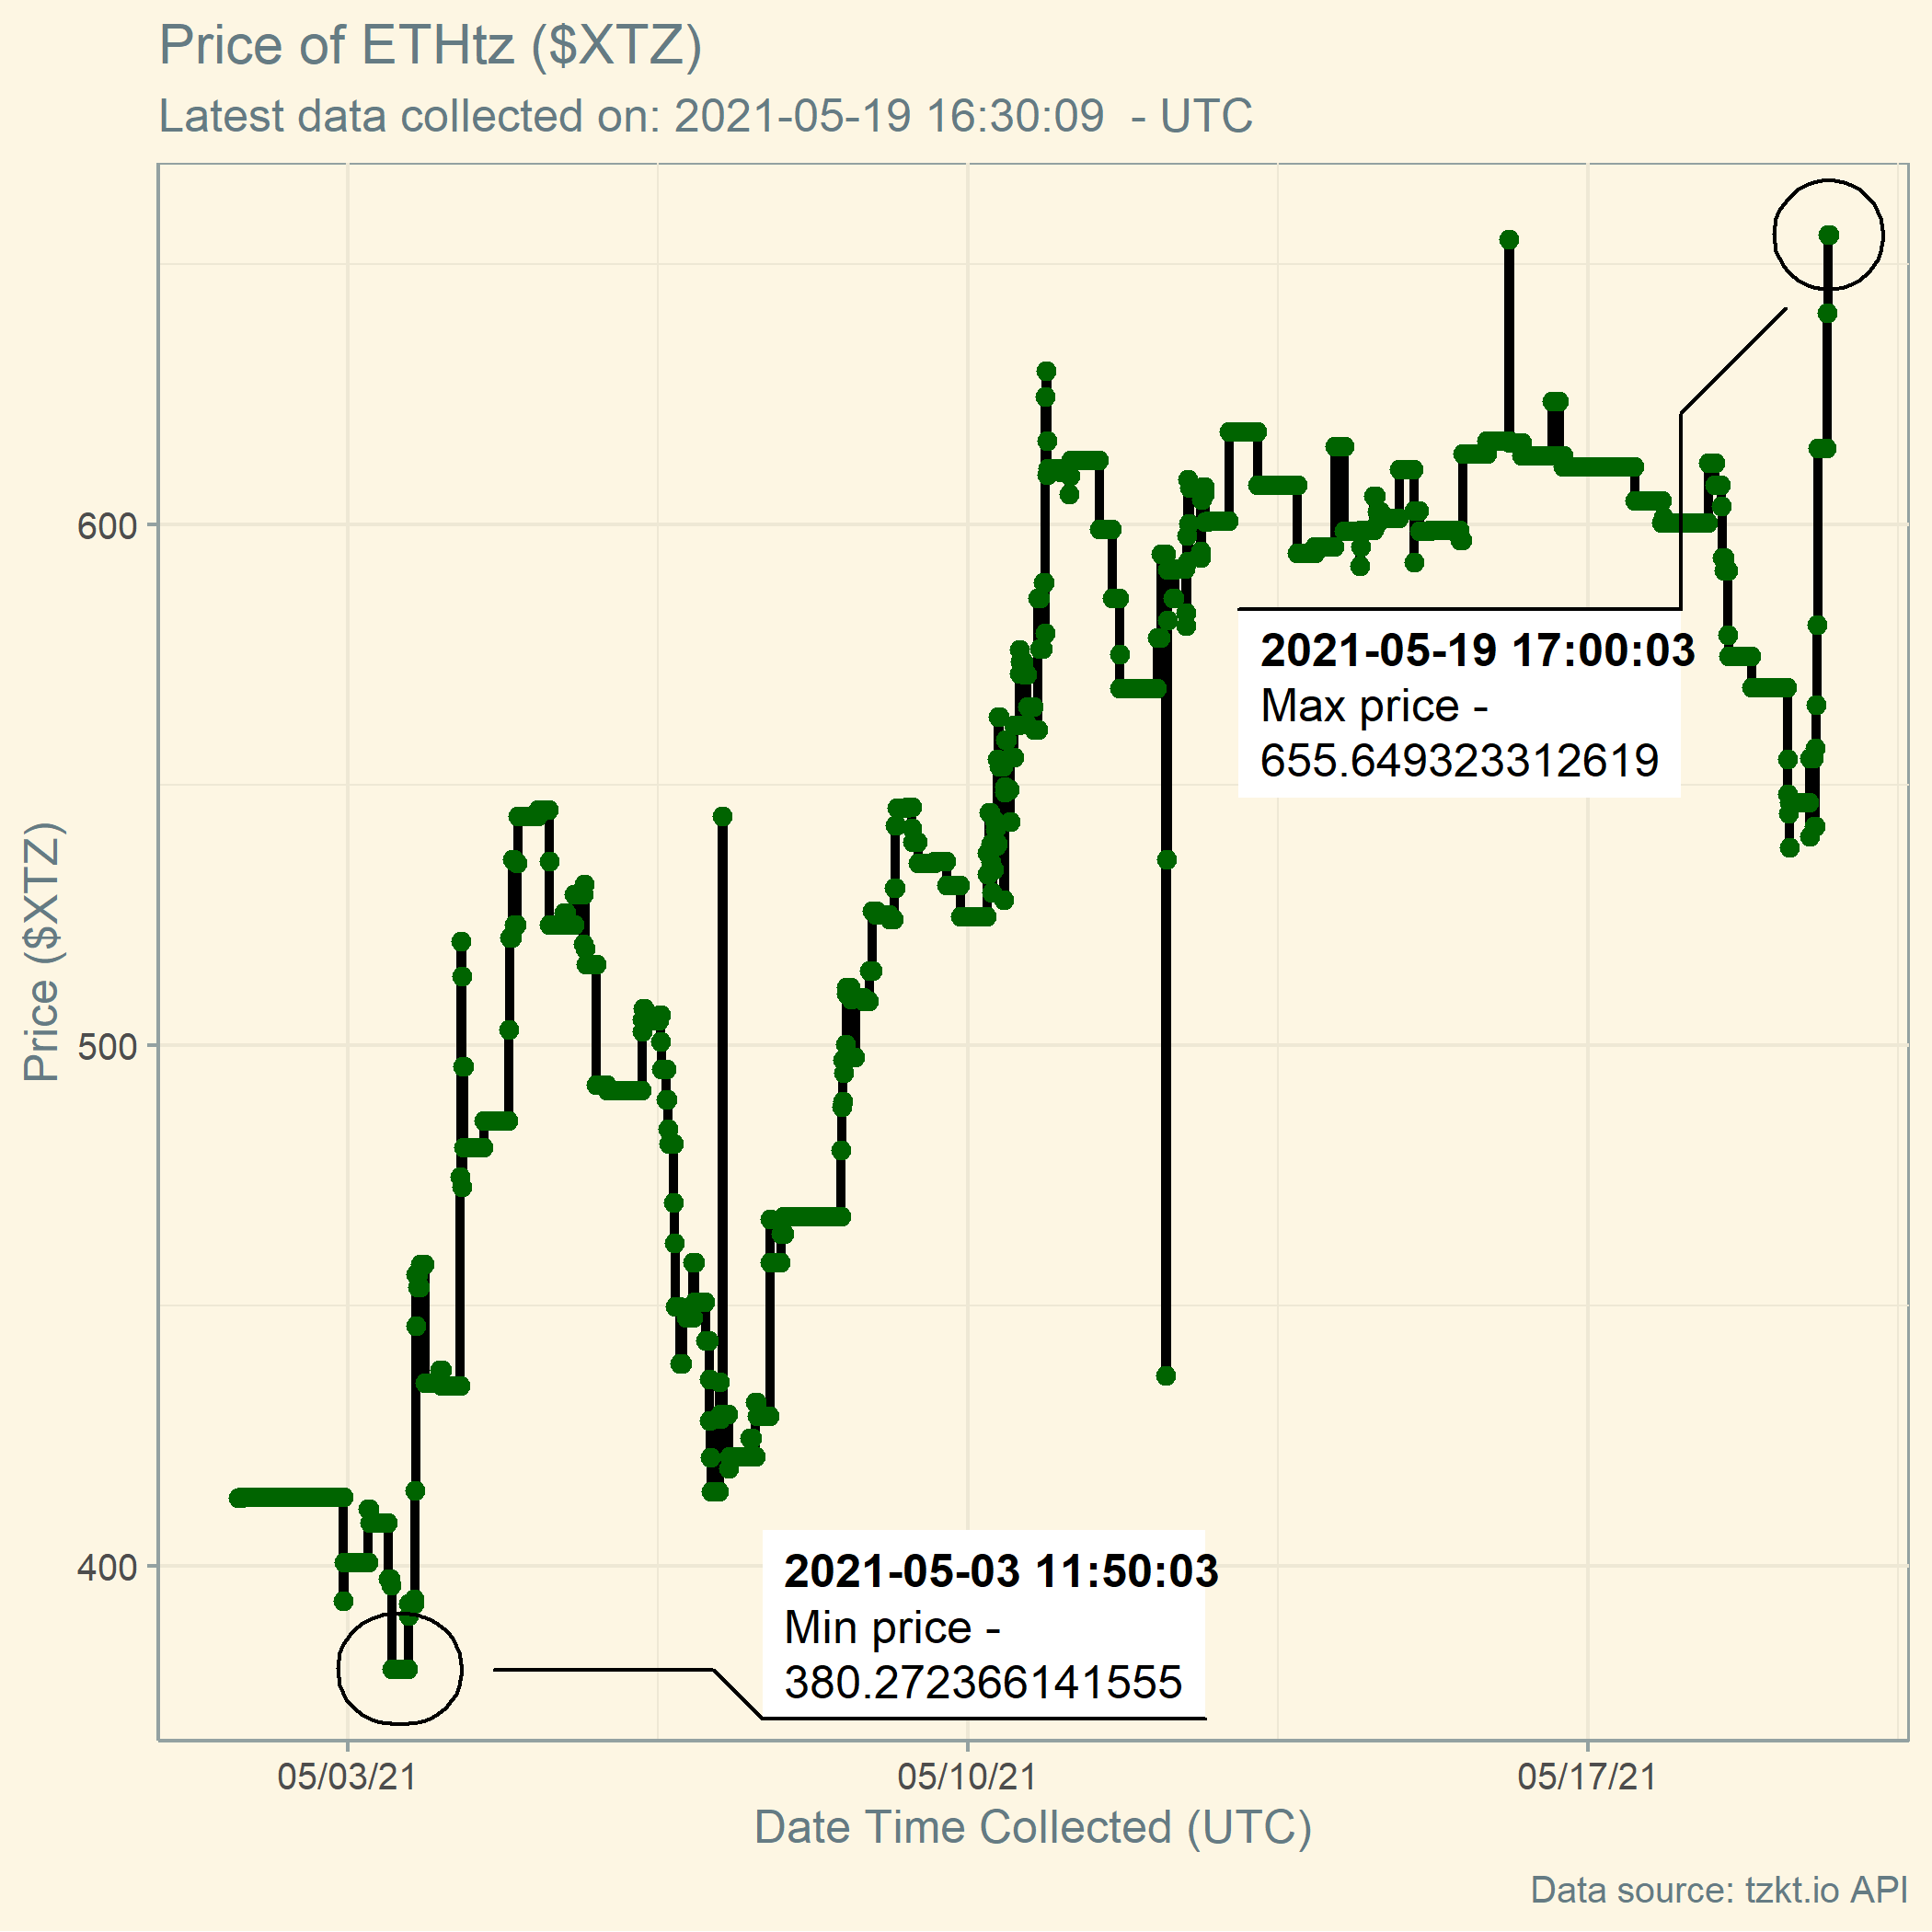 Price of ETHtz ($XTZ)
Latest data collected on: 2021-05-19 16:30:09  - UTC
Price ($XTZ)
600
500
400
2021-05-19 17:00:03
Max price -
655.649323312619
2021-05-03 11:50:03
Min price -
380.272366141555
05/03/21
05/10/21
05/17/21
Date Time Collected (UTC)
Data source: tzkt.io API